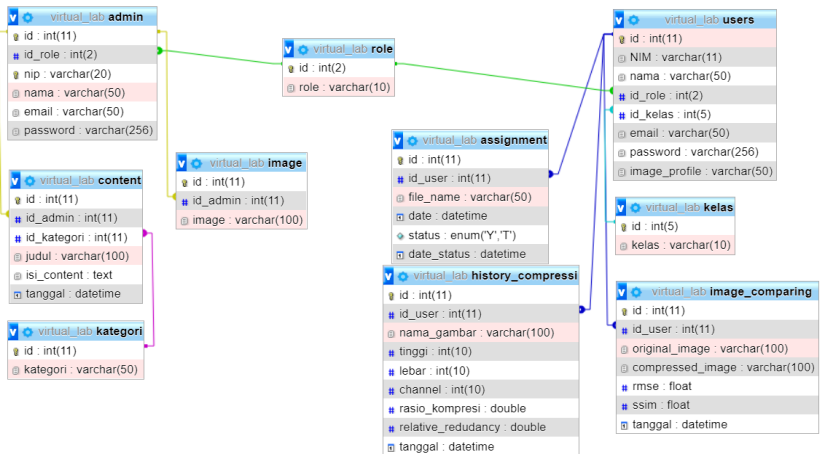 virtual_lab admin
id : int(11)
id_role : int(2)
nip : varchar(20)
nama : varchar(50)
email : varchar(50)
password : varchar(256)
virtual_lab role
id : int(2)
role : varchar(10)
virtual_lab users
id : int(11)
NIM : varchar(11)
nama : varchar(50)
id_role : int(2)
id_kelas : int(5)
email : varchar(50)
password : varchar(256)
image_profile : varchar(50)
virtual_lab assignment
id : int(11)
id_user : int(11)
file_name : varchar(50)
date : datetime
status : enum('Y','T')
date_status : datetime
virtual_lab image
id : int(11)
id_admin : int(11)
image : varchar(100)
virtual_lab content
id : int(11)
id_admin : int(11)
id_kategori : int(11)
judul : varchar(100)
isi_content : text
tanggal : datetime
virtual_lab kelas
id : int(5)
kelas : varchar(10)
virtual_lab history_compressi
id : int(11)
id_user : int(11)
nama_gambar : varchar(100)
tinggi : int(10)
lebar : int(10)
channel : int(10)
rasio_kompresi : double
relative_redudancy : double
tanggal : datetime
virtual_lab image_comparing
id : int(11)
id_user : int(11)
original_image : varchar(100)
compressed_image : varchar(100)
rmse : float
ssim : float
tanggal : datetime
virtual_lab kategori
id : int(11)
kategori : varchar(50)